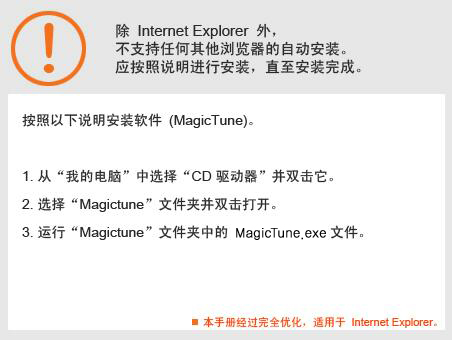 除 Internet Explorer 外，
不支持任何其他浏览器的自动安装。
应按照说明进行安装，直至安装完成。
按照以下说明安装软件 (MagicTune)。
1. 从“我的电脑”中选择“CD 驱动器”并双击它。
2. 选择“Magictune”文件夹并双击打开。
3. 运行“Magictune”文件夹中的 MagicTune.exe 文件。
■ 本手册经过完全优化，适用于 Internet Explorer。